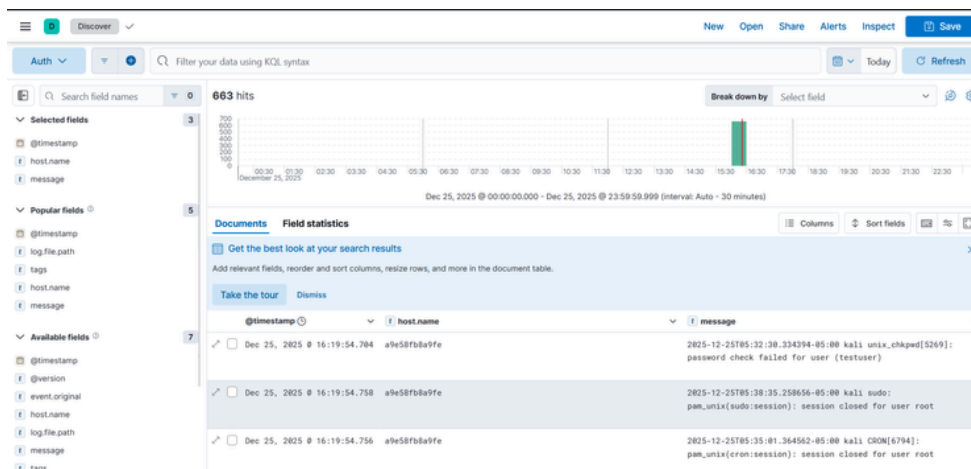 D Discover
New Open Share Alerts Inspect Save
Auth
Filter your data using KQL syntax
Today Refresh
Search field names 0
663 hits
Break down by Select field
Selected fields 3
@timestamp
host.name
message
Popular fields 5
@timestamp
log.file.path
tags
host.name
message
Available fields 7
@timestamp
@version
event.original
host.name
log.file.path
message
tags
700
600
500
400
300
200
100
0
00:30 01:30 02:30 03:30 04:30 05:30 06:30 07:30 08:30 09:30 10:30 11:30 12:30 13:30 14:30 15:30 16:30 17:30 18:30 19:30 20:30 21:30 22:30
December 25, 2025
Dec 25, 2025 @ 00:00:00.000 - Dec 25, 2025 @ 23:59:59.999 (interval: Auto - 30 minutes)
Documents Field statistics
Columns Sort fields
Get the best look at your search results
Add relevant fields, reorder and sort columns, resize rows, and more in the document table.
Take the tour Dismiss
@timestamp host.name message
Dec 25, 2025 @ 16:19:54.704 a9e58fb8a9fe 2025-12-25T05:32:30.334394-05:00 kali unix_chkpwd[5269]:
password check failed for user (testuser)
Dec 25, 2025 @ 16:19:54.758 a9e58fb8a9fe 2025-12-25T05:38:35.258656-05:00 kali sudo:
pam_unix(sudo:session): session closed for user root
Dec 25, 2025 @ 16:19:54.756 a9e58fb8a9fe 2025-12-25T05:35:01.364562-05:00 kali CRON[6794]:
pam_unix(cron:session): session closed for user root